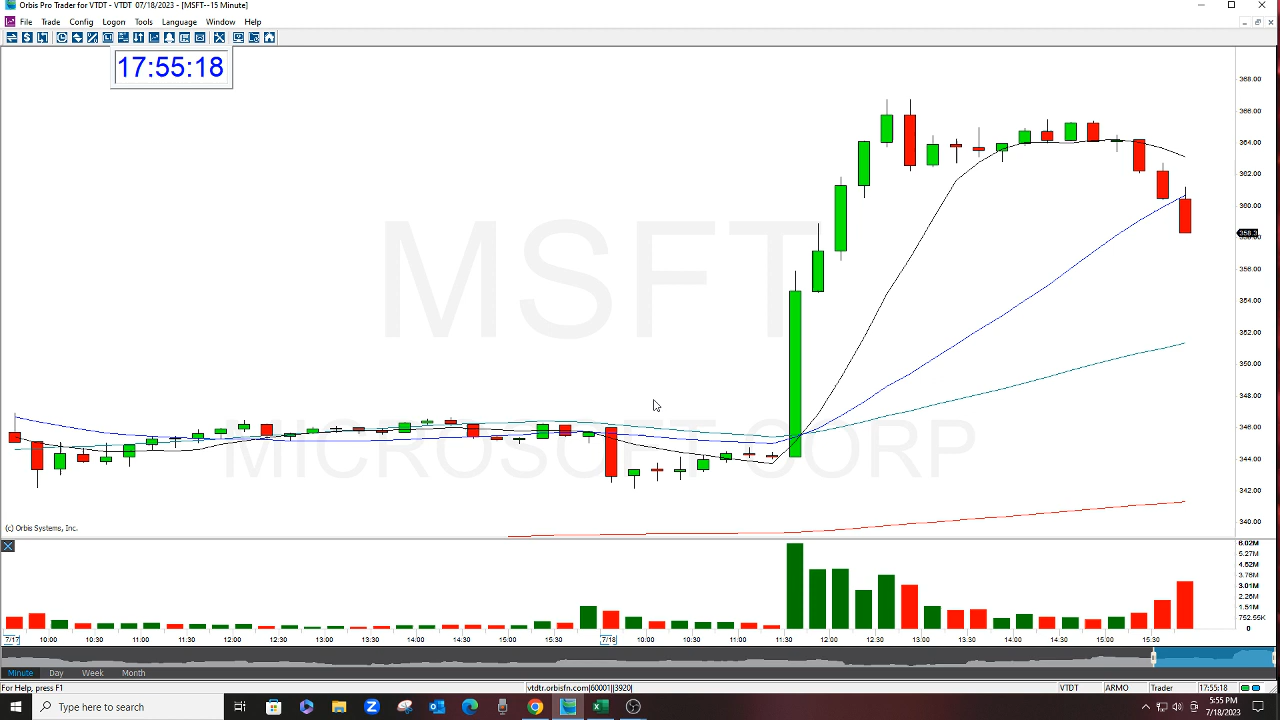 Orbis Pro Trader for VTDT - VTDT 07/18/2023 - [MSFT--15 Minute]
File Trade Config Logon Tools Language Window Help
17:55:18
368.00
366.00
364.00
362.00
360.00
358.3
358.00
356.00
354.00
352.00
350.00
348.00
346.00
344.00
342.00
340.00
MSFT
MICROSOFT CORP
(c) Orbis Systems, Inc.
6.02M
5.27M
4.52M
3.76M
3.01M
2.26M
1.51M
752.55K
0
7/17 10:00 10:30 11:00 11:30 12:00 12:30 13:00 13:30 14:00 14:30 15:00 15:30 7/18 10:00 10:30 11:00 11:30 12:00 12:30 13:00 13:30 14:00 14:30 15:00 15:30
Minute Day Week Month
For Help, press F1 vtdtr.orbisfn.com|60001||3920| VTDT ARMO Trader 17:55:18
Type here to search
5:55 PM
7/18/2023